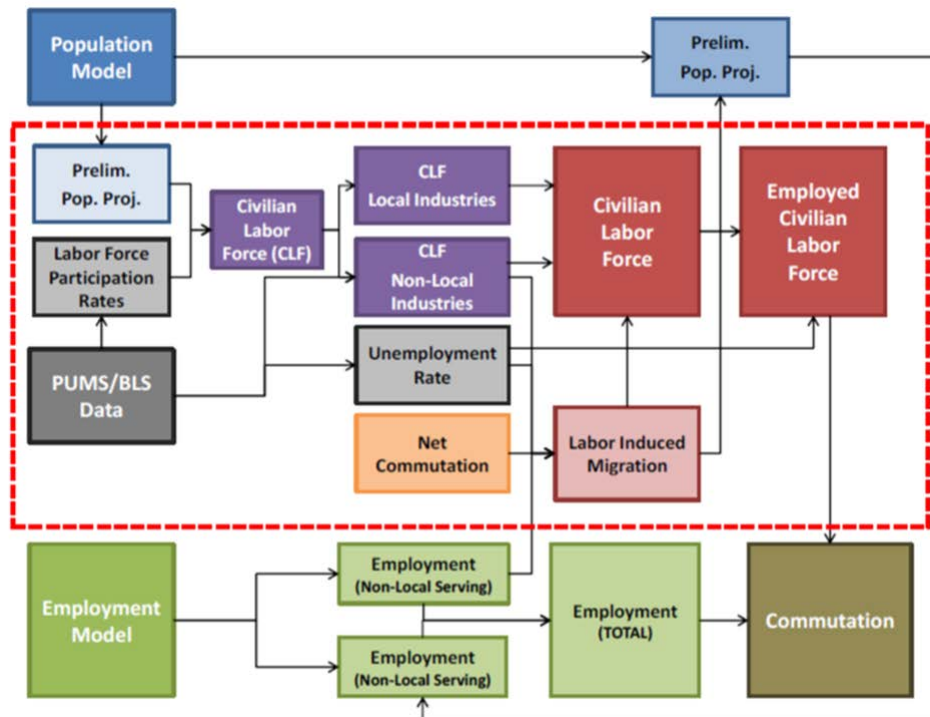 Population
Model
Prelim.
Pop. Proj.
Prelim.
Pop. Proj.
Labor Force
Participation
Rates
PUMS/BLS
Data
Civilian
Labor
Force (CLF)
CLF
Local Industries
CLF
Non-Local
Industries
Unemployment
Rate
Net
Commutation
Civilian
Labor
Force
Labor Induced
Migration
Employed
Civilian
Labor
Force
Employment
Model
Employment
(Non-Local Serving)
Employment
(Non-Local Serving)
Employment
(TOTAL)
Commutation